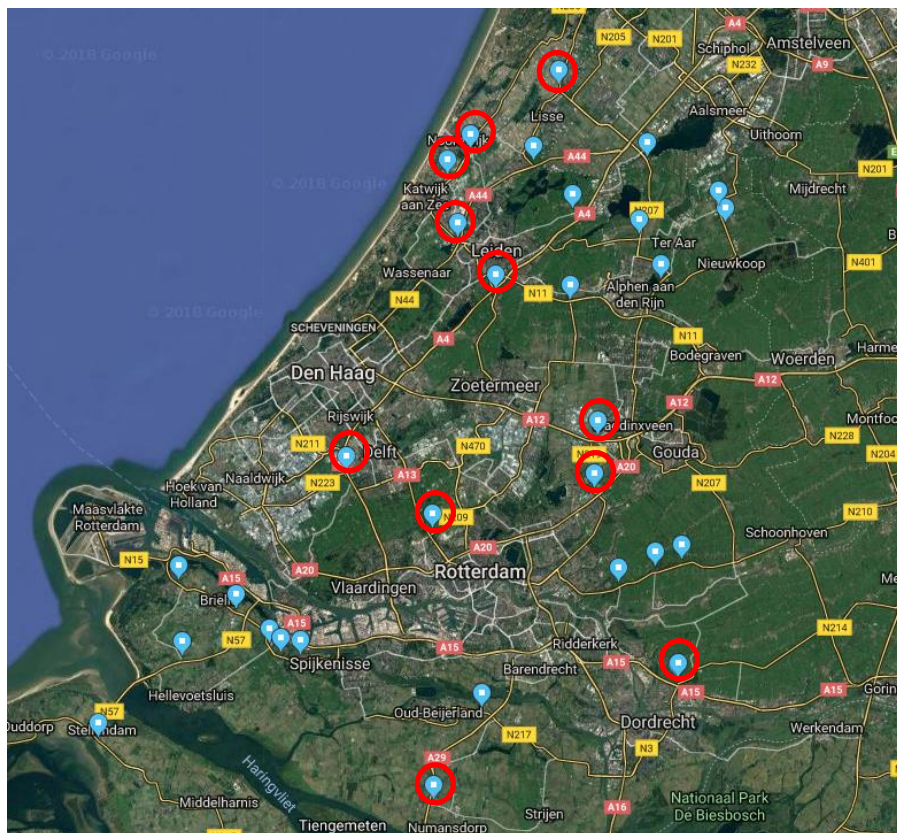 © 2018 Google
N205
N201
A4
Schiphol
Amstelveen
N232
A9
Lisse
Aalsmeer
Uithoorn
A44
N201
© 2018 Google
Katwijk
aan Zee
A44
Mijdrecht
A4
N207
Leiden
Ter Aar
Wassenaar
Nieuwkoop
N401
N11
Alphen aan
den Rijn
N44
© 2018 Google
SCHEVENINGEN
A4
N11
Bodegraven
Woerden
Harme
Den Haag
Zoetermeer
A12
A12
Rijswijk
A12
Montfoo
N211
N470
N228
Delft
Gouda
N204
A20
Naaldwijk
A13
N223
N207
Hoek van
Holland
Maasvlakte
Rotterdam
N209
N210
Schoonhoven
A20
N15
A20
Rotterdam
A15
Vlaardingen
Brielle
A15
N214
N57
Ridderkerk
A15
Spijkenisse
A15
Barendrecht
A15
A15
Gorin
Hellevoetsluis
N57
Oud-Beijerland
Dordrecht
Werkendam
Ouddorp
Stellendam
N217
N3
A29
Haringvliet
Middelharnis
Strijen
A16
Nationaal Park
De Biesbosch
Tiengemeten
Numansdorp